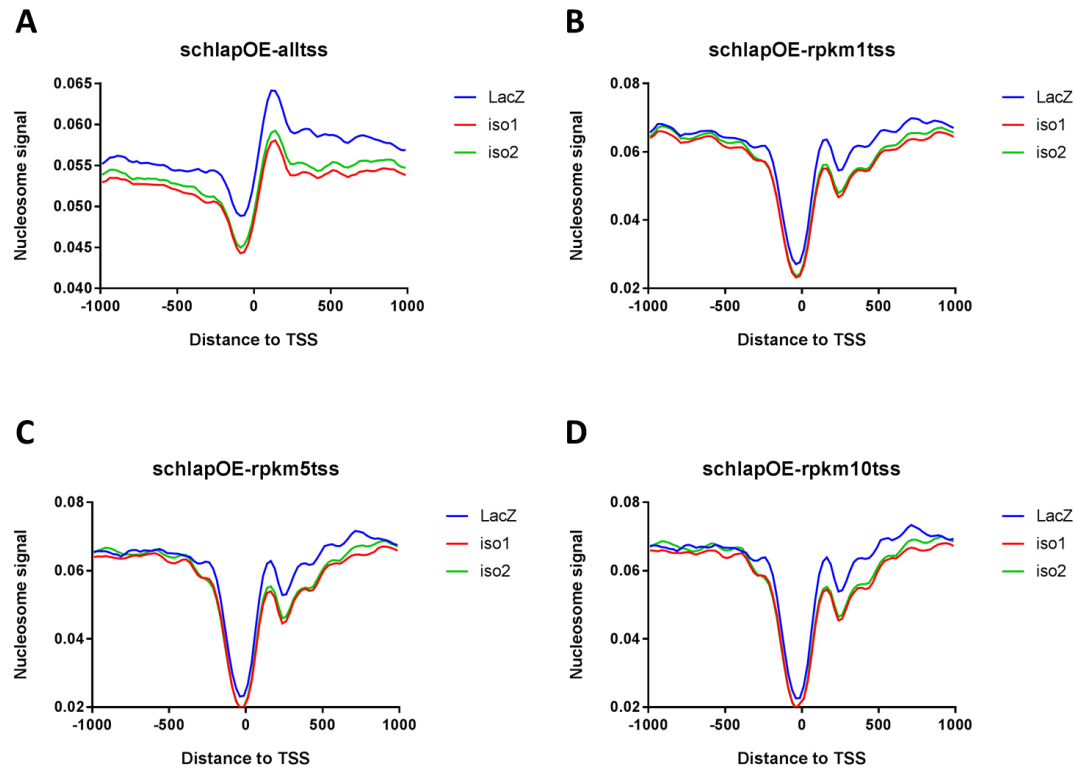 A
schlapOE-alltss
Nucleosome signal
0.065
0.060
0.055
0.050
0.045
0.040
-1000
-500
0
500
1000
Distance to TSS
LacZ
iso1
iso2
B
schlapOE-rpkm1tss
Nucleosome signal
0.08
0.06
0.04
0.02
-1000
-500
0
500
1000
Distance to TSS
LacZ
iso1
iso2
C
schlapOE-rpkm5tss
Nucleosome signal
0.08
0.06
0.04
0.02
-1000
-500
0
500
1000
Distance to TSS
LacZ
iso1
iso2
D
schlapOE-rpkm10tss
Nucleosome signal
0.08
0.06
0.04
0.02
-1000
-500
0
500
1000
Distance to TSS
LacZ
iso1
iso2